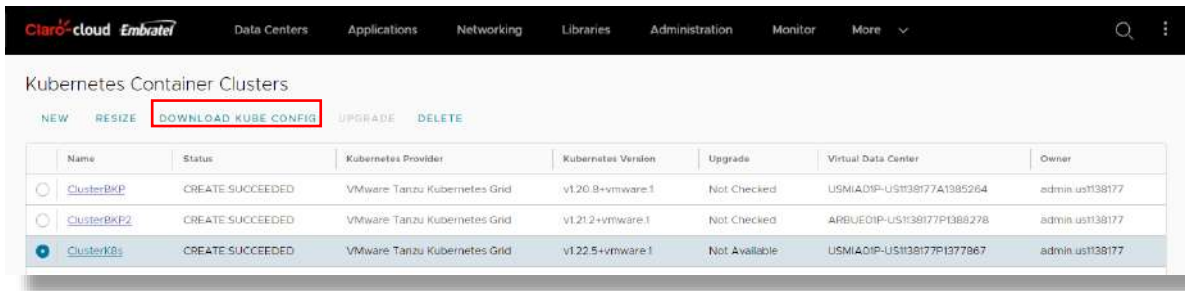 Claro-cloud Embratel Data Centers Applications Networking Libraries Administration Monitor More
Kubernetes Container Clusters
NEW RESIZE DOWNLOAD KUBE CONFIG UPGRADE DELETE
Name Status Kubernetes Provider Kubernetes Version Upgrade Virtual Data Center Owner
ClusterBKP CREATE:SUCCEEDED VMware Tanzu Kubernetes Grid v1.20.8+vmware.1 Not Checked USMIA01P-US1138177A1385264 admin.us1138177
ClusterBKP2 CREATE:SUCCEEDED VMware Tanzu Kubernetes Grid v1.21.2+vmware.1 Not Checked ARBUE01P-US1138177P1388278 admin.us1138177
ClusterK8s CREATE:SUCCEEDED VMware Tanzu Kubernetes Grid v1.22.5+vmware.1 Not Available USMIA01P-US1138177P1377867 admin.us1138177